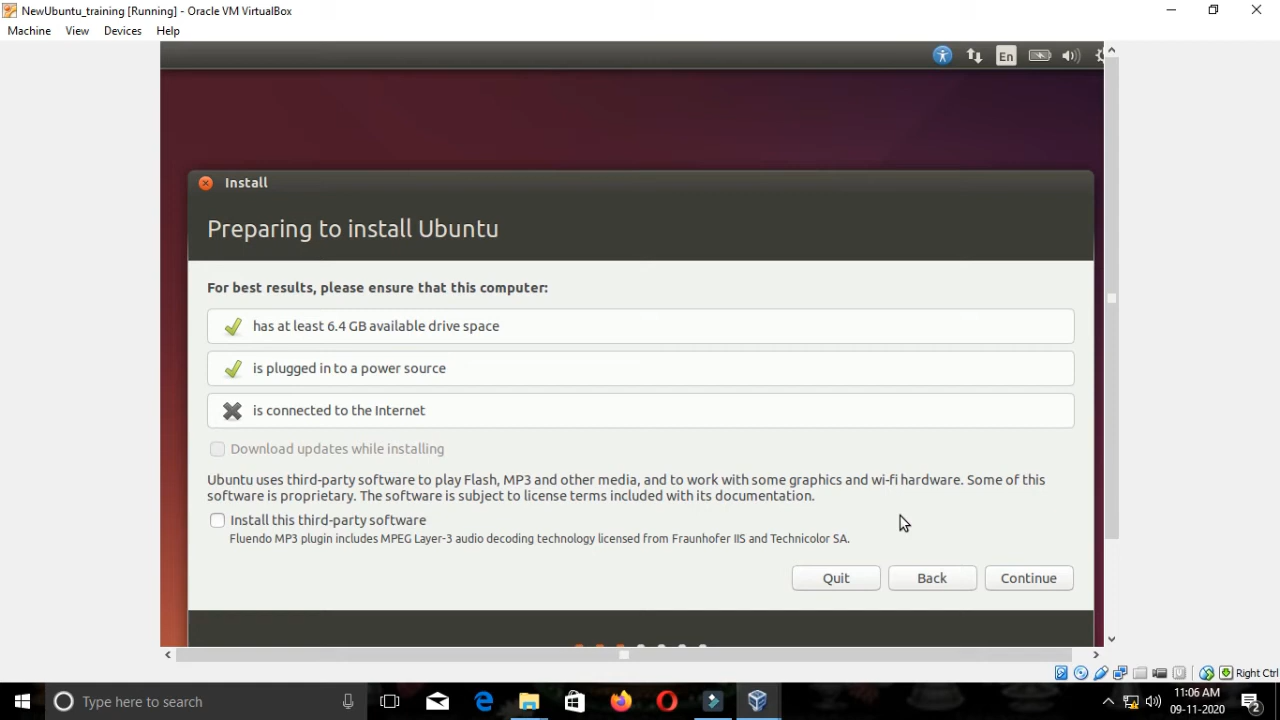 NewUbuntu_training [Running] - Oracle VM VirtualBox
Machine View Devices Help
En
Install
Preparing to install Ubuntu
For best results, please ensure that this computer:
has at least 6.4 GB available drive space
is plugged in to a power source
is connected to the Internet
Download updates while installing
Ubuntu uses third-party software to play Flash, MP3 and other media, and to work with some graphics and wi-fi hardware. Some of this
software is proprietary. The software is subject to license terms included with its documentation.
Install this third-party software
Fluendo MP3 plugin includes MPEG Layer-3 audio decoding technology licensed from Fraunhofer IIS and Technicolor SA.
Quit Back Continue
Right Ctrl
Type here to search
11:06 AM
09-11-2020
2